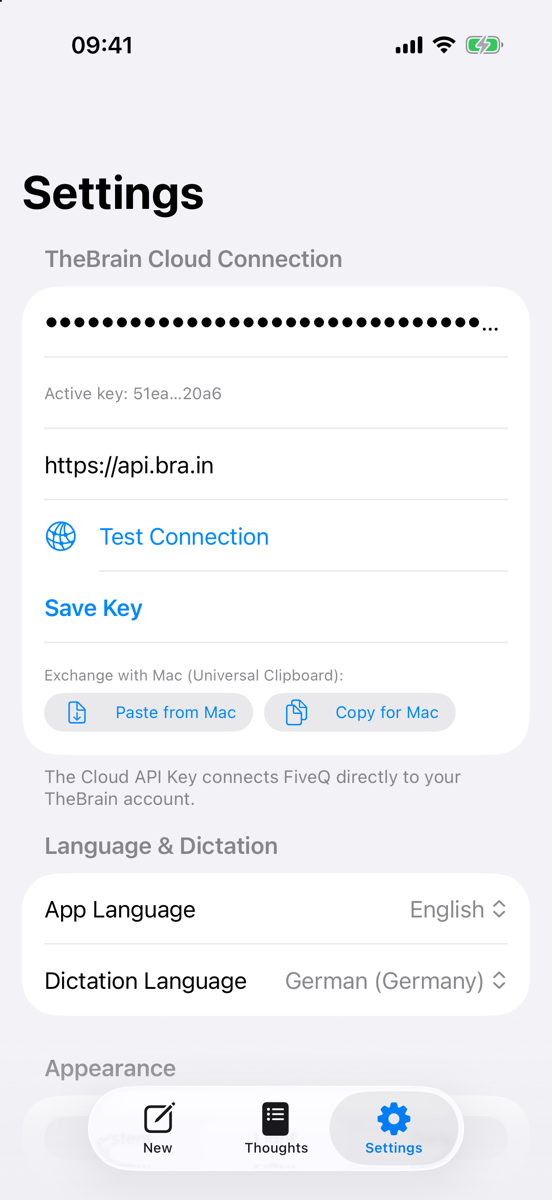 09:41
Settings
TheBrain Cloud Connection
●●●●●●●●●●●●●●●●●●●●●●●●●●●●●●●...
Active key: 51ea...20a6
https://api.bra.in
Test Connection
Save Key
Exchange with Mac (Universal Clipboard):
Paste from Mac
Copy for Mac
The Cloud API Key connects FiveQ directly to your
TheBrain account.
Language & Dictation
App Language English
Dictation Language German (Germany)
Appearance
New
Thoughts
Settings